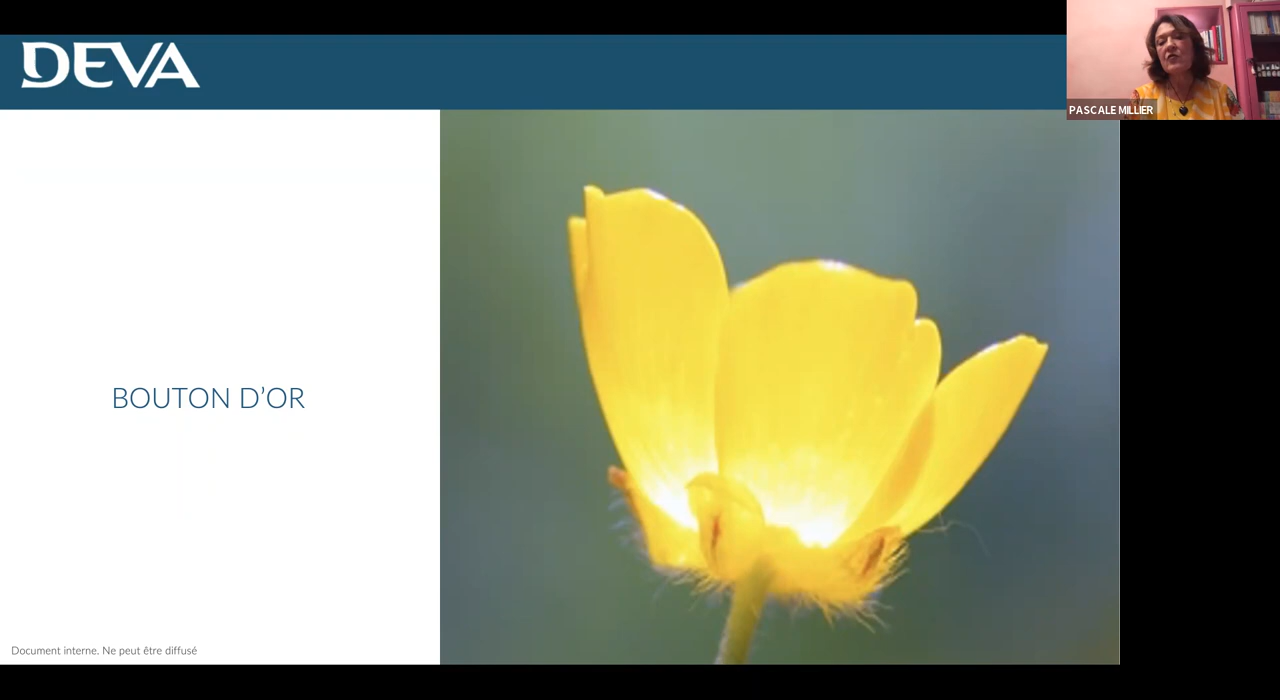 DEVA
PASCALE MILLIER
BOUTON D’OR
Document interne. Ne peut être diffusé